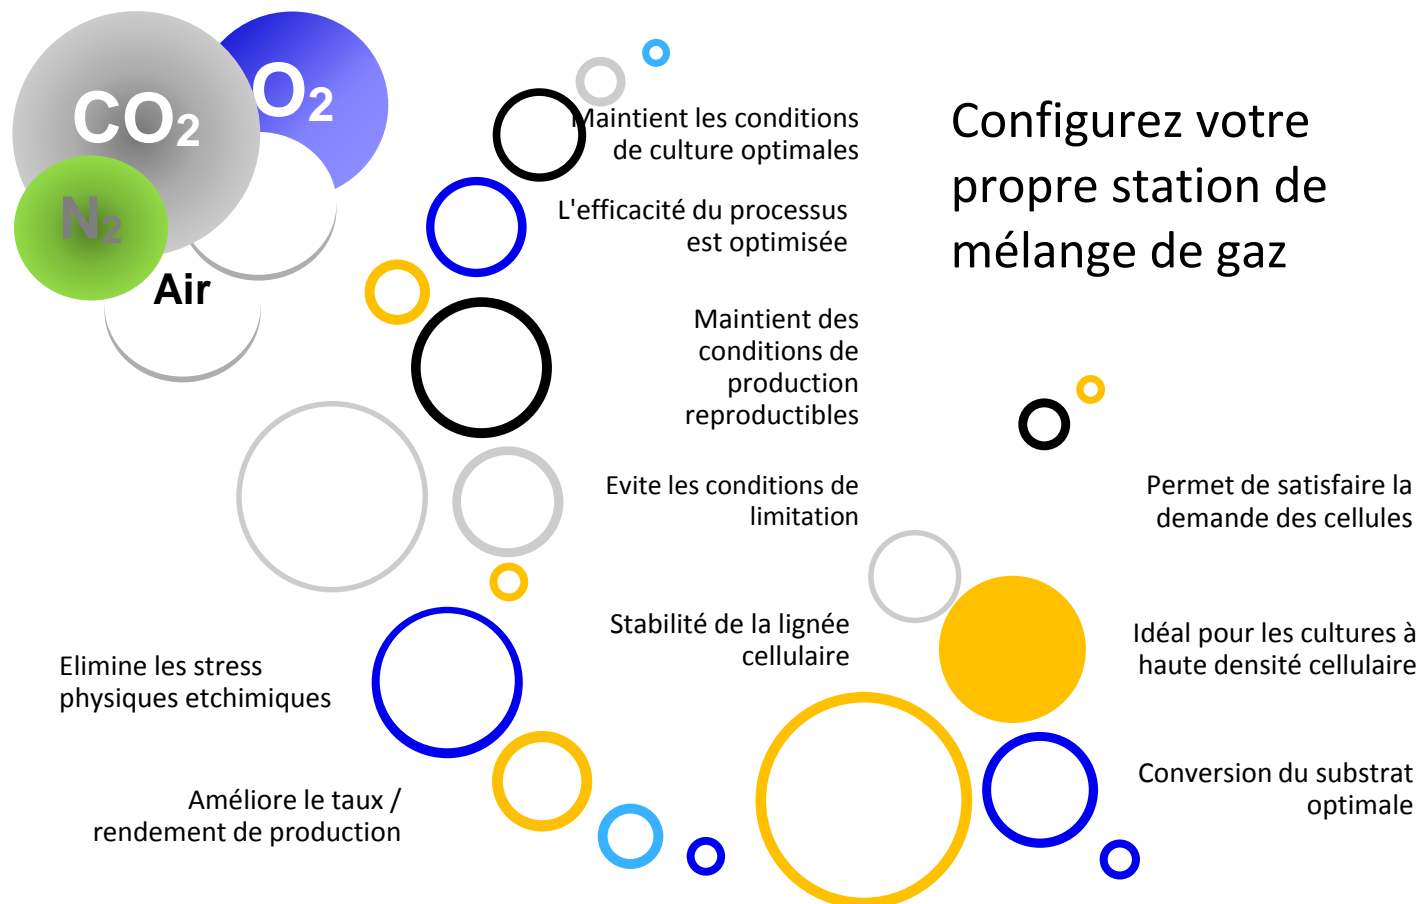 CO₂
O₂
N₂
Air
Configurez votre
propre station de
mélange de gaz
Maintient les conditions
de culture optimales
L'efficacité du processus
est optimisée
Maintient des
conditions de
production
reproductibles
Evite les conditions de
limitation
Stabilité de la lignée
cellulaire
Elimine les stress
physiques etchimiques
Améliore le taux /
rendement de production
Permet de satisfaire la
demande des cellules
Idéal pour les cultures à
haute densité cellulaire
Conversion du substrat
optimale